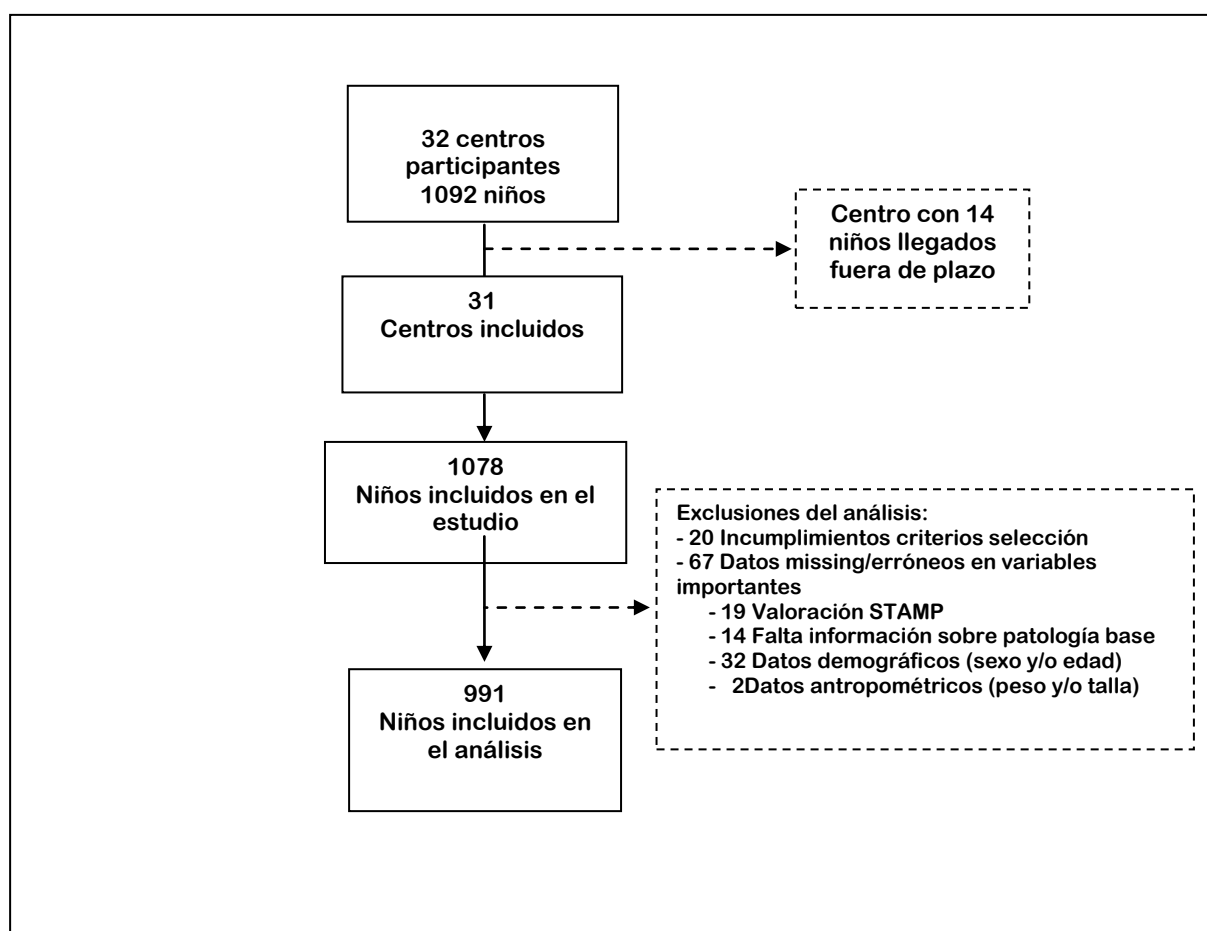 32 centros
participantes
1092 niños
Centro con 14
niños llegados
fuera de plazo
31
Centros incluidos
1078
Niños incluidos en el
estudio
Exclusiones del análisis:
- 20 Incumplimientos criterios selección
- 67 Datos missing/erróneos en variables
importantes
- 19 Valoración STAMP
- 14 Falta información sobre patología base
- 32 Datos demográficos (sexo y/o edad)
- 2Datos antropométricos (peso y/o talla)
991
Niños incluidos en
el análisis